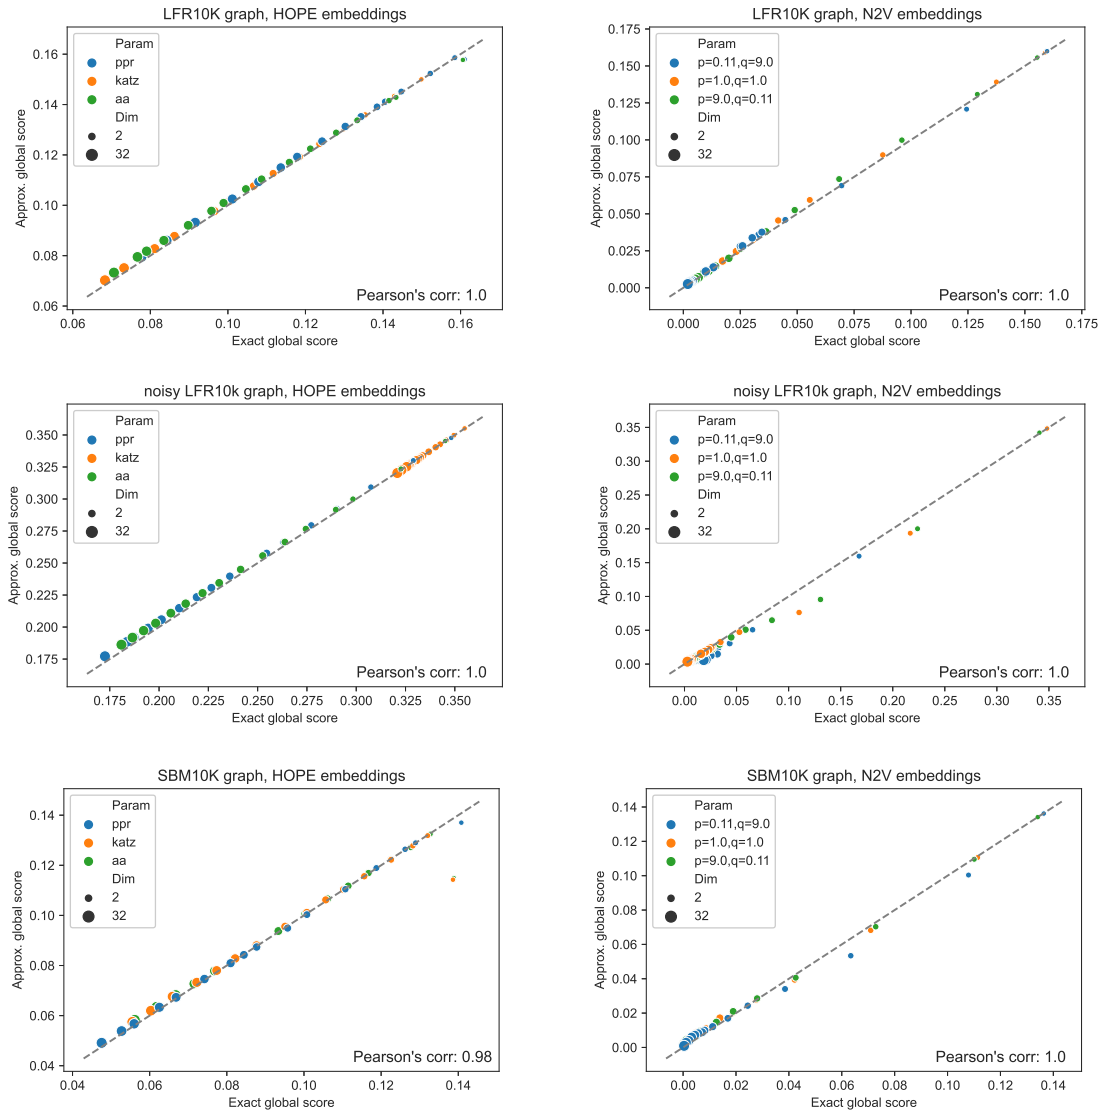 LFR10K graph, HOPE embeddings
Approx. global score
0.16
0.14
0.12
0.10
0.08
0.06
Param
ppr
katz
aa
Dim
2
32
Pearson's corr: 1.0
0.06 0.08 0.10 0.12 0.14 0.16
Exact global score
LFR10K graph, N2V embeddings
Approx. global score
0.175
0.150
0.125
0.100
0.075
0.050
0.025
0.000
Param
p=0.11,q=9.0
p=1.0,q=1.0
p=9.0,q=0.11
Dim
2
32
Pearson's corr: 1.0
0.000 0.025 0.050 0.075 0.100 0.125 0.150 0.175
Exact global score
noisy LFR10k graph, HOPE embeddings
Approx. global score
0.350
0.325
0.300
0.275
0.250
0.225
0.200
0.175
Param
ppr
katz
aa
Dim
2
32
Pearson's corr: 1.0
0.175 0.200 0.225 0.250 0.275 0.300 0.325 0.350
Exact global score
noisy LFR10k graph, N2V embeddings
Approx. global score
0.35
0.30
0.25
0.20
0.15
0.10
0.05
0.00
Param
p=0.11,q=9.0
p=1.0,q=1.0
p=9.0,q=0.11
Dim
2
32
Pearson's corr: 1.0
0.00 0.05 0.10 0.15 0.20 0.25 0.30 0.35
Exact global score
SBM10K graph, HOPE embeddings
Approx. global score
0.14
0.12
0.10
0.08
0.06
0.04
Param
ppr
katz
aa
Dim
2
32
Pearson's corr: 0.98
0.04 0.06 0.08 0.10 0.12 0.14
Exact global score
SBM10K graph, N2V embeddings
Approx. global score
0.14
0.12
0.10
0.08
0.06
0.04
0.02
0.00
Param
p=0.11,q=9.0
p=1.0,q=1.0
p=9.0,q=0.11
Dim
2
32
Pearson's corr: 1.0
0.00 0.02 0.04 0.06 0.08 0.10 0.12 0.14
Exact global score